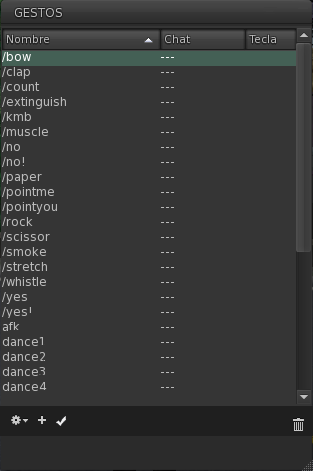 GESTOS
Nombre Chat Tecla
/bow ---
/clap ---
/count ---
/extinguish ---
/kmb ---
/muscle ---
/no ---
/no! ---
/paper ---
/pointme ---
/pointyou ---
/rock ---
/scissor ---
/smoke ---
/stretch ---
/whistle ---
/yes ---
/yes! ---
afk ---
dance1 ---
dance2 ---
dance3 ---
dance4 ---